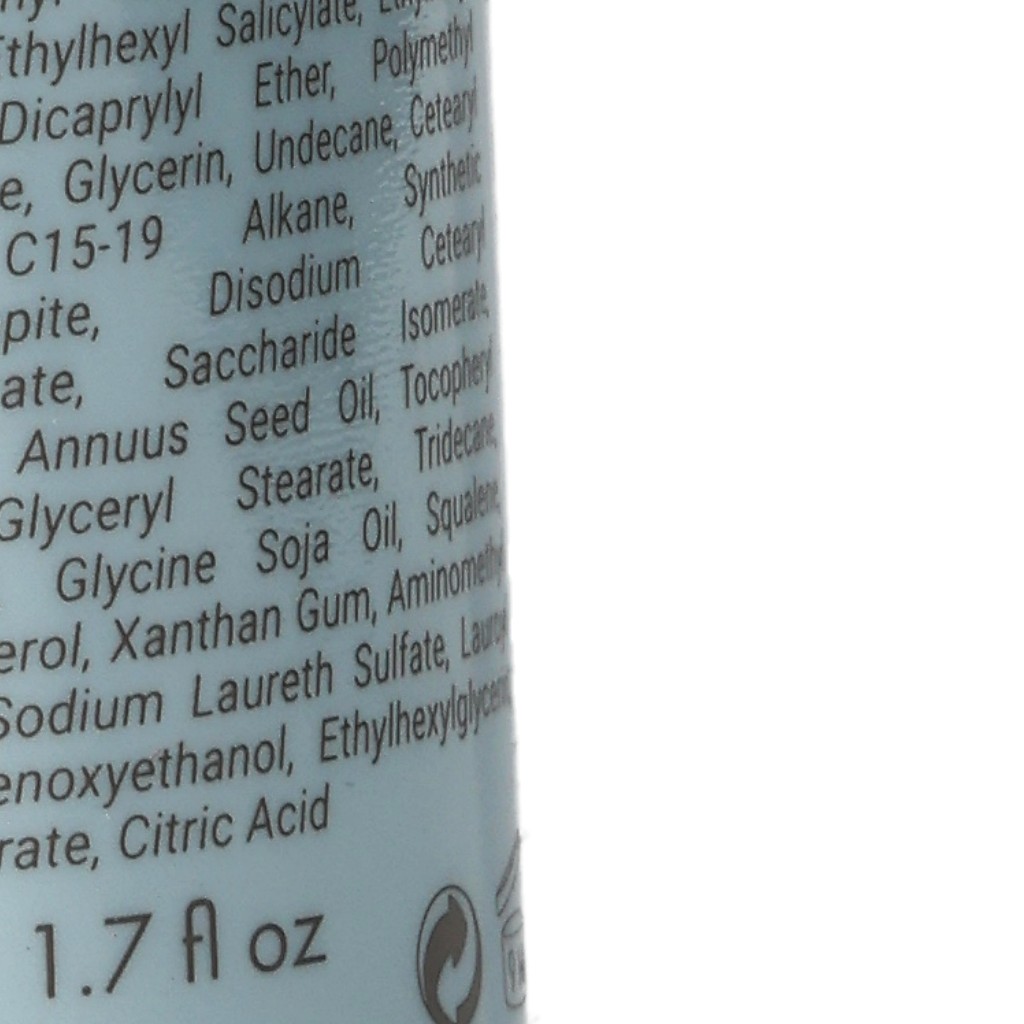 Ethylhexyl Salicylate,
Dicaprylyl Ether, Polymethyl
e, Glycerin, Undecane, Cetearyl
C15-19 Alkane, Synthetic
pite, Disodium Cetearyl
ate, Saccharide Isomerate,
Annuus Seed Oil, Tocopheryl
Glyceryl Stearate, Tridecane,
Glycine Soja Oil, Squalene,
erol, Xanthan Gum, Aminomethyl
Sodium Laureth Sulfate, Lauroyl
enoxyethanol, Ethylhexylglycerin
rate, Citric Acid
1.7 fl oz